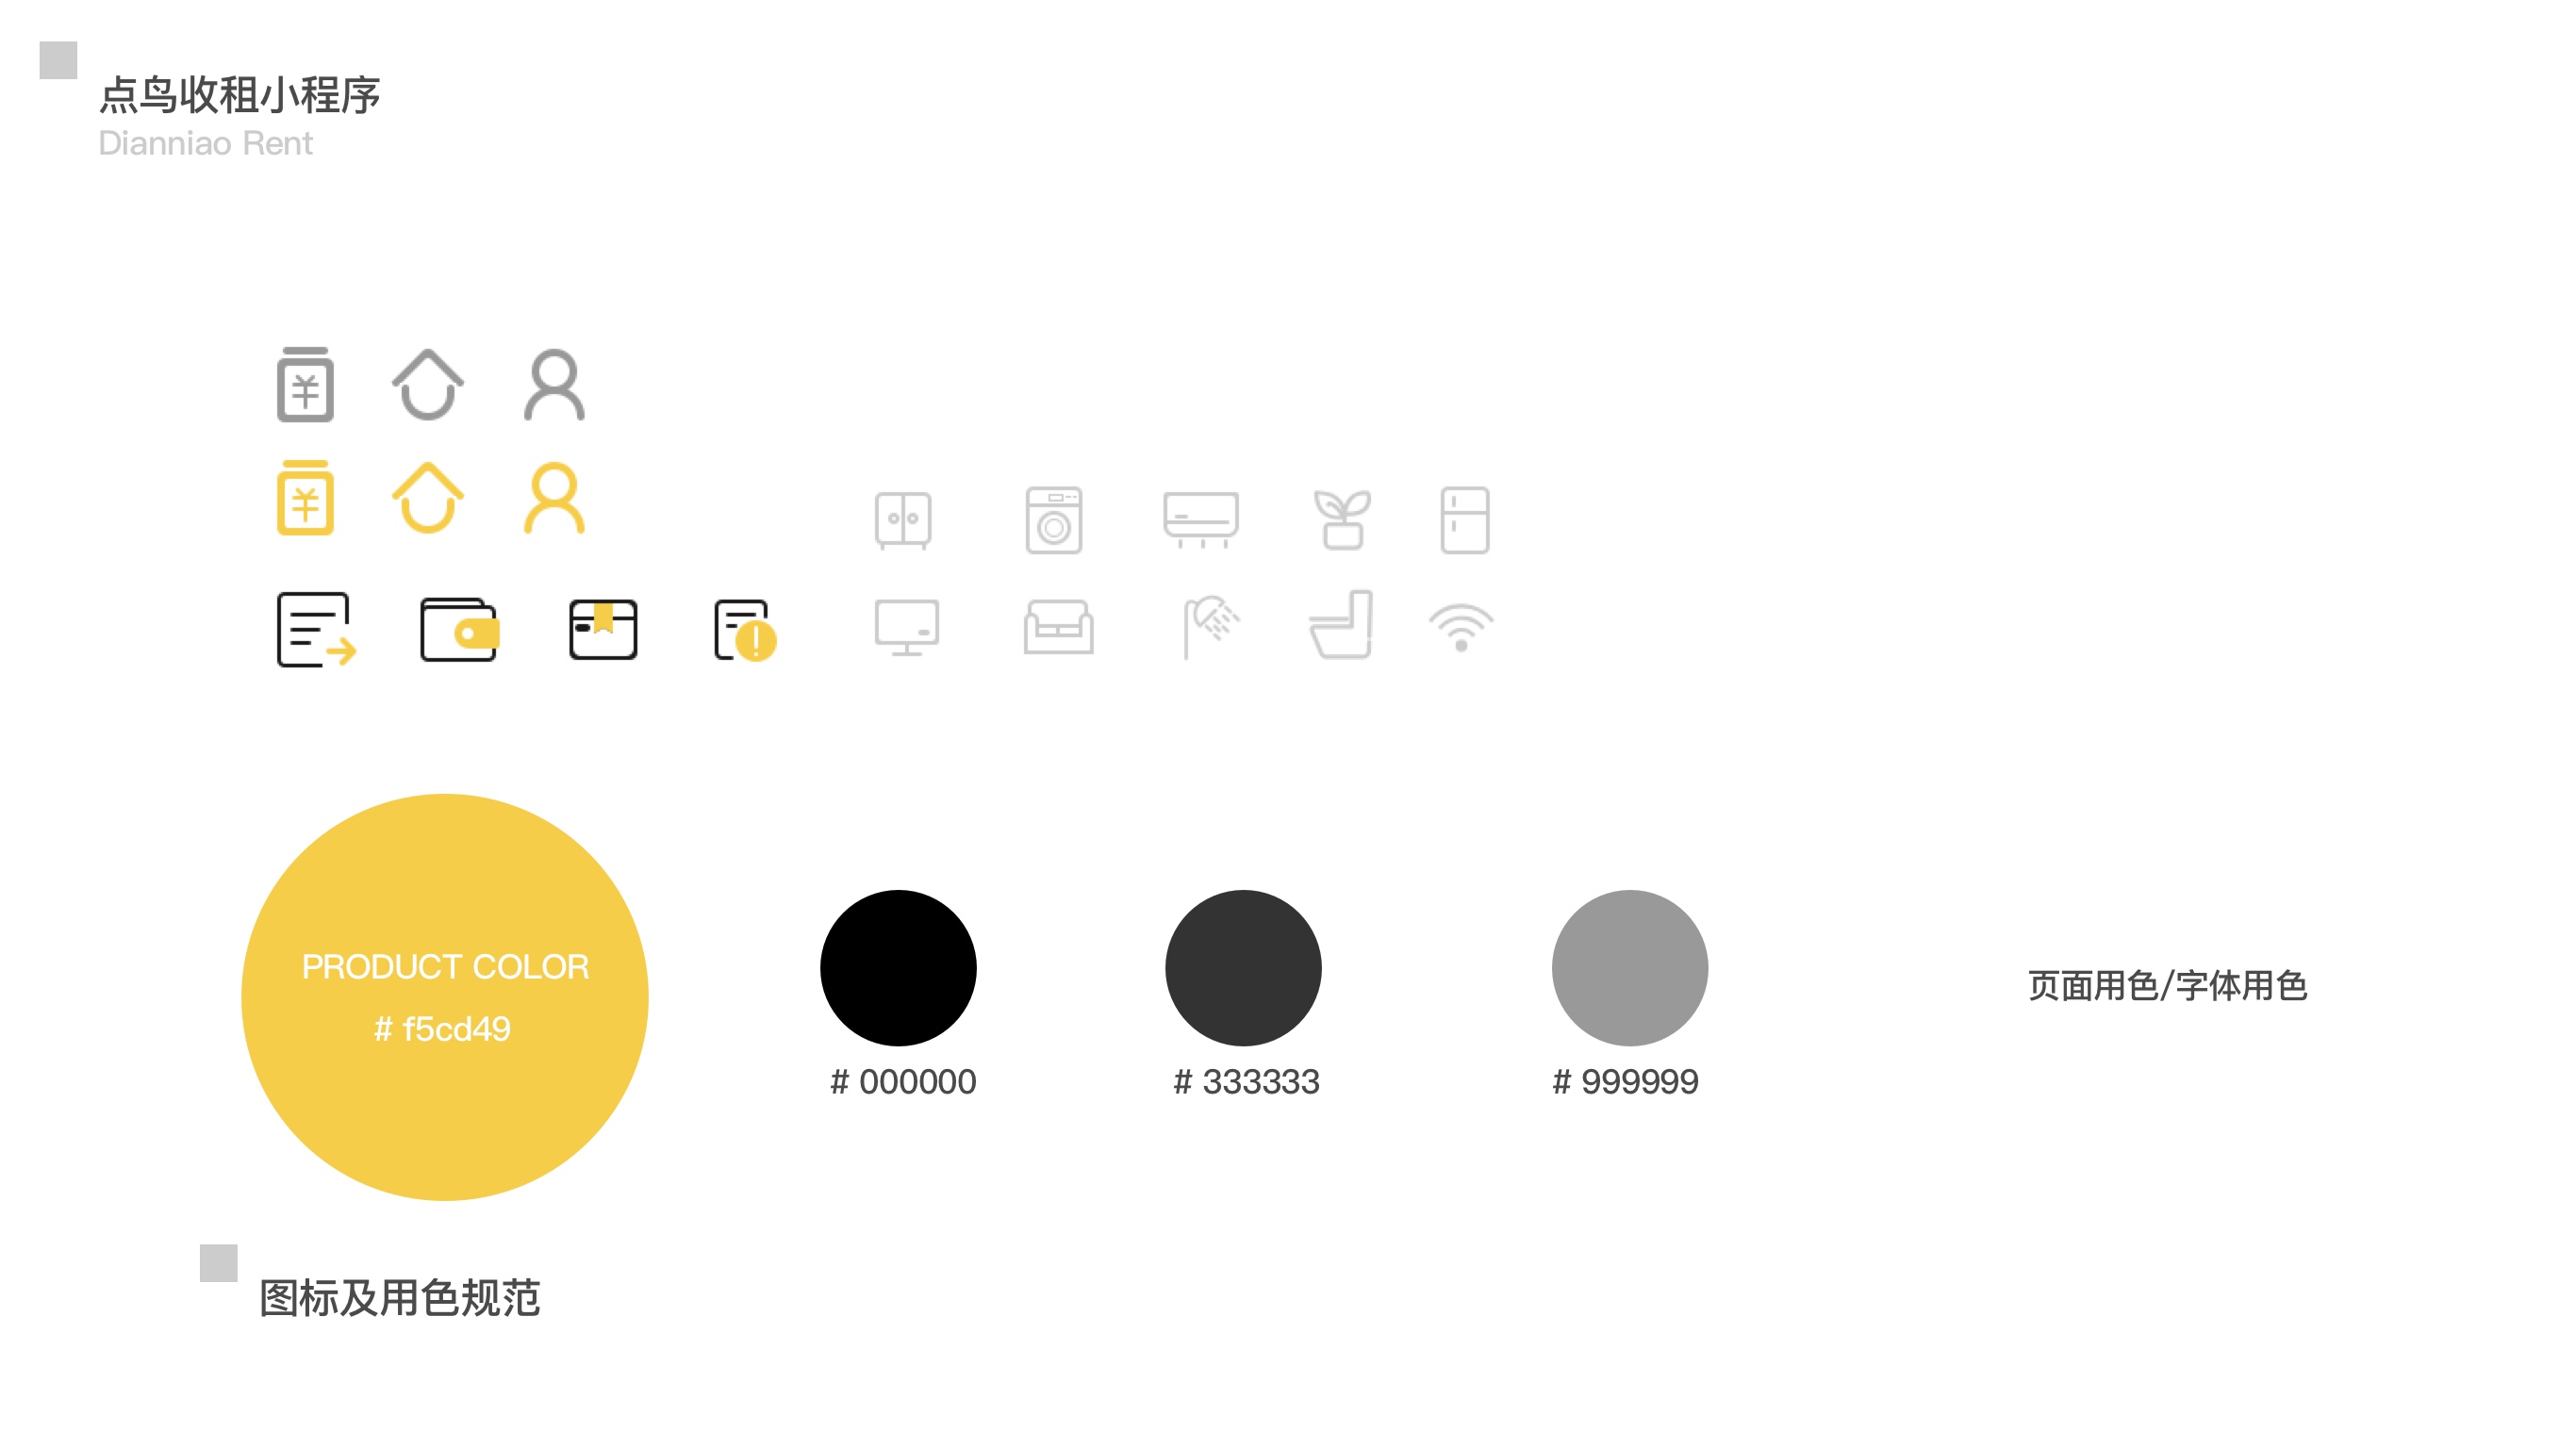 点鸟收租小程序
Dianniao Rent
¥
¥
PRODUCT COLOR
# f5cd49
# 000000
# 333333
# 999999
页面用色/字体用色
图标及用色规范